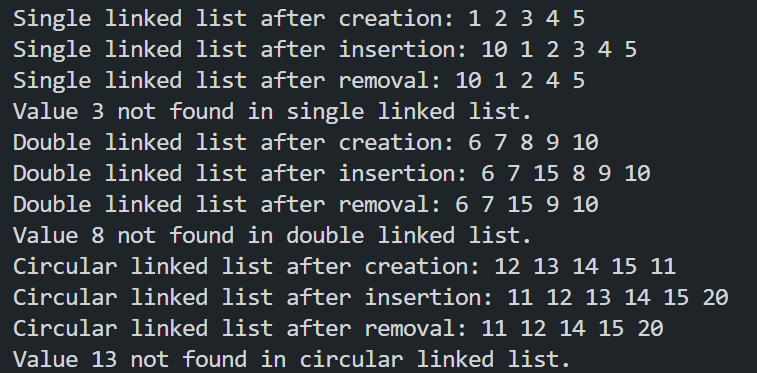 Single linked list after creation: 1 2 3 4 5
Single linked list after insertion: 10 1 2 3 4 5
Single linked list after removal: 10 1 2 4 5
Value 3 not found in single linked list.
Double linked list after creation: 6 7 8 9 10
Double linked list after insertion: 6 7 15 8 9 10
Double linked list after removal: 6 7 15 9 10
Value 8 not found in double linked list.
Circular linked list after creation: 12 13 14 15 11
Circular linked list after insertion: 11 12 13 14 15 20
Circular linked list after removal: 11 12 14 15 20
Value 13 not found in circular linked list.